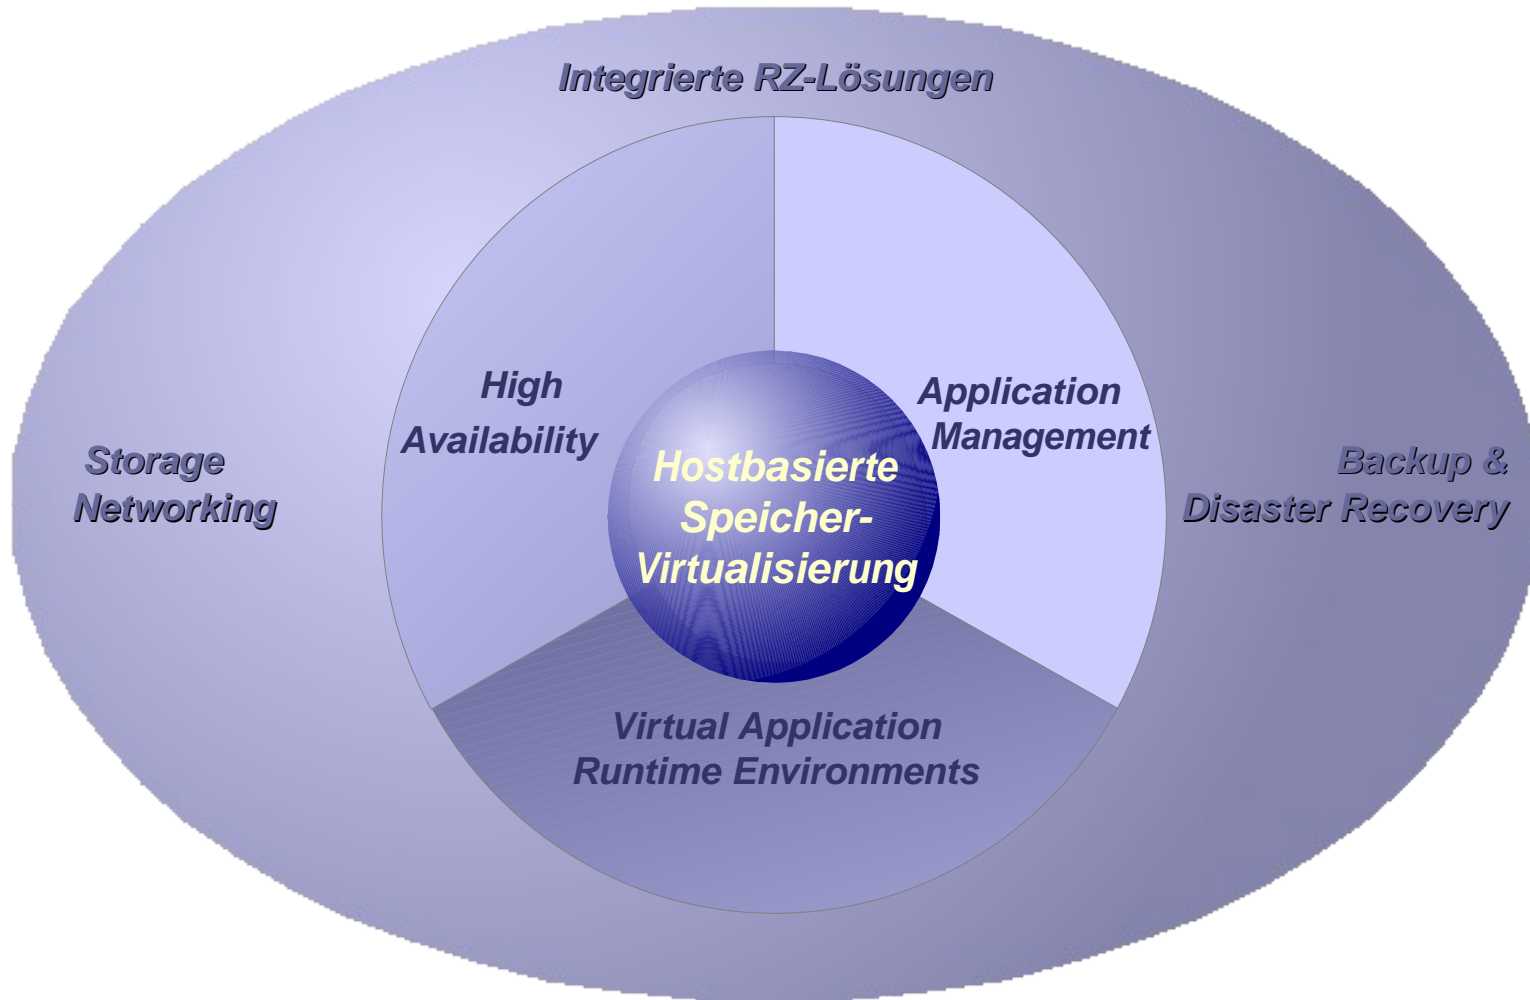 Integrierte RZ-Lösungen
High
Availability
Application
Management
Storage
Networking
Hostbasierte
Speicher-
Virtualisierung
Backup &
Disaster Recovery
Virtual Application
Runtime Environments